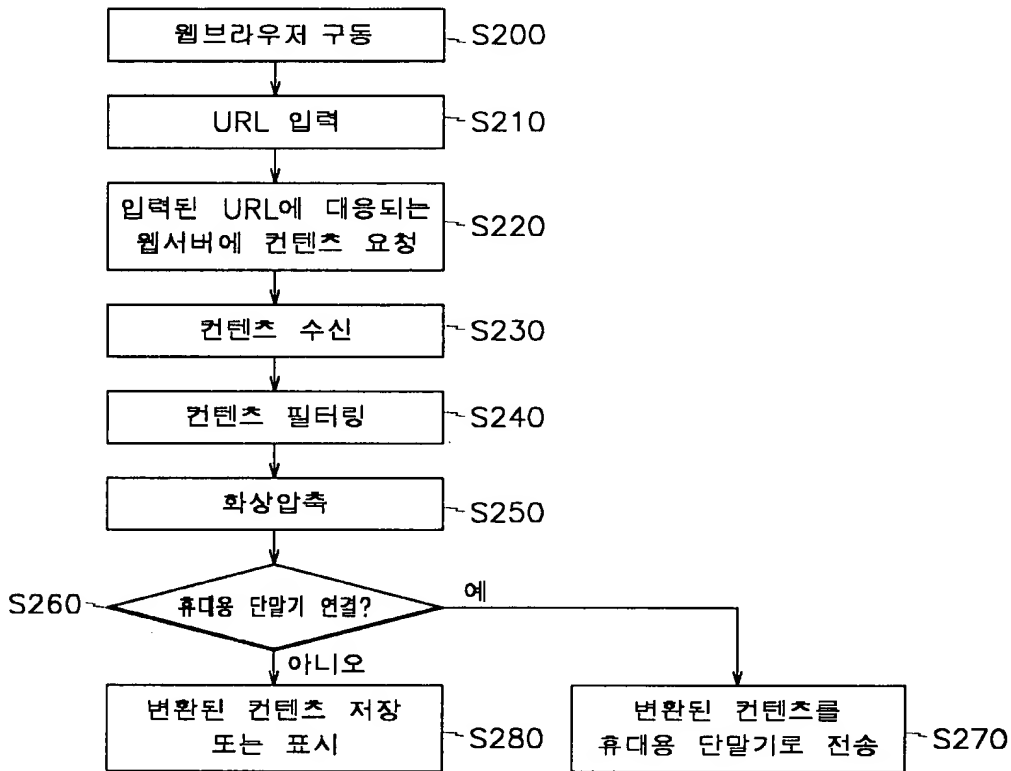 웹브라우저 구동
S200
URL 입력
S210
입력된 URL에 대응되는
웹서버에 컨텐츠 요청
S220
컨텐츠 수신
S230
컨텐츠 필터링
S240
화상압축
S250
S260
휴대용 단말기 연결?
예
아니오
변환된 컨텐츠 저장
또는 표시
S280
변환된 컨텐츠를
휴대용 단말기로 전송
S270